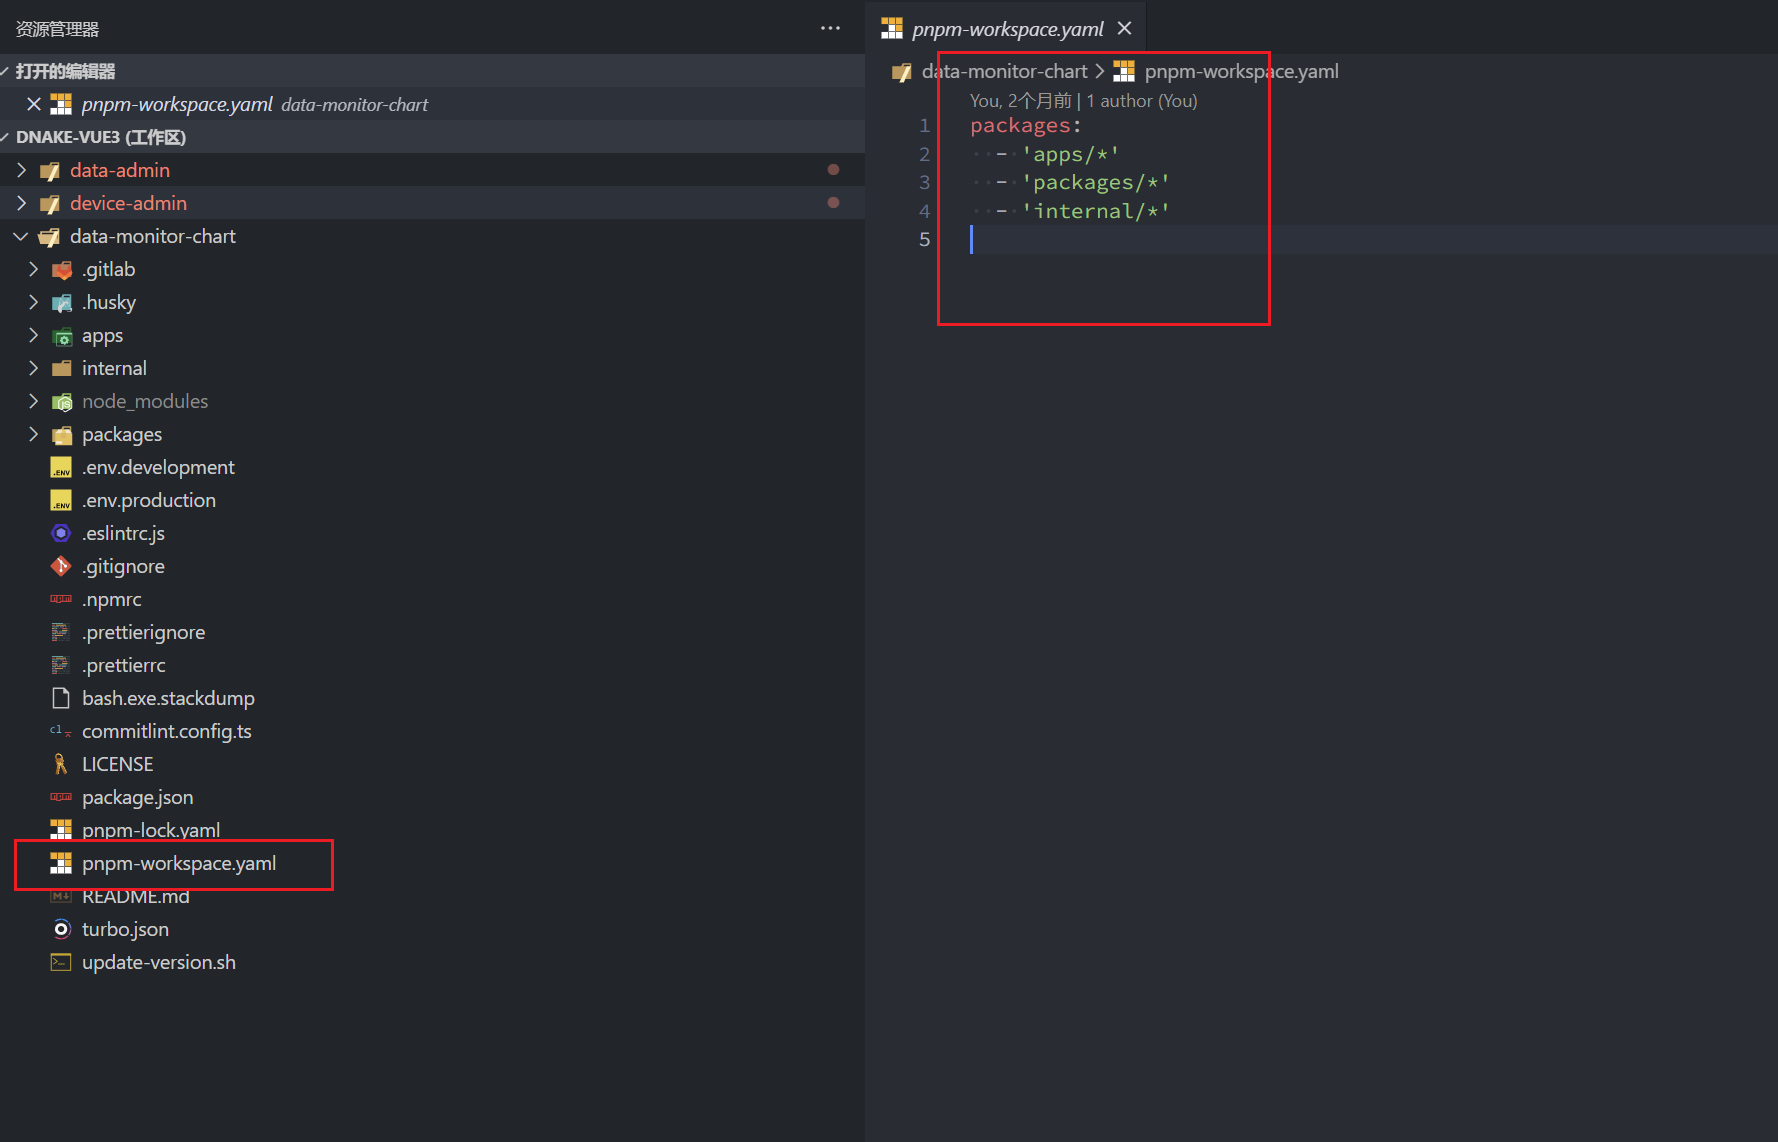 资源管理器
打开的编辑器
pnpm-workspace.yaml data-monitor-chart
DNAKE-VUE3 (工作区)
data-admin
device-admin
data-monitor-chart
.gitlab
.husky
apps
internal
node_modules
packages
.env.development
.env.production
.eslintrc.js
.gitignore
.npmrc
.prettierignore
.prettierrc
bash.exe.stackdump
commitlint.config.ts
LICENSE
package.json
pnpm-lock.yaml
pnpm-workspace.yaml
README.md
turbo.json
update-version.sh
pnpm-workspace.yaml
data-monitor-chart > pnpm-workspace.yaml
You, 2个月前 | 1 author (You)
1 packages:
2   - 'apps/*'
3   - 'packages/*'
4   - 'internal/*'
5